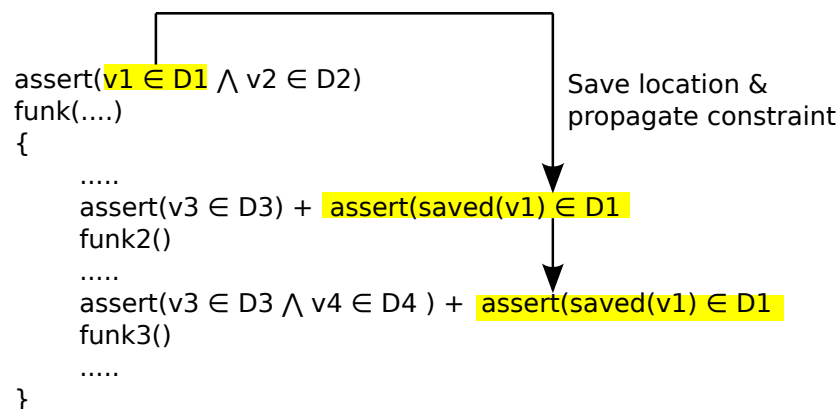 assert(v1 ∈ D1 ⋀ v2 ∈ D2)
funk(....)
{
.....
assert(v3 ∈ D3) + assert(saved(v1) ∈ D1
funk2()
.....
assert(v3 ∈ D3 ⋀ v4 ∈ D4 ) + assert(saved(v1) ∈ D1
funk3()
.....
}
Save location &
propagate constraint